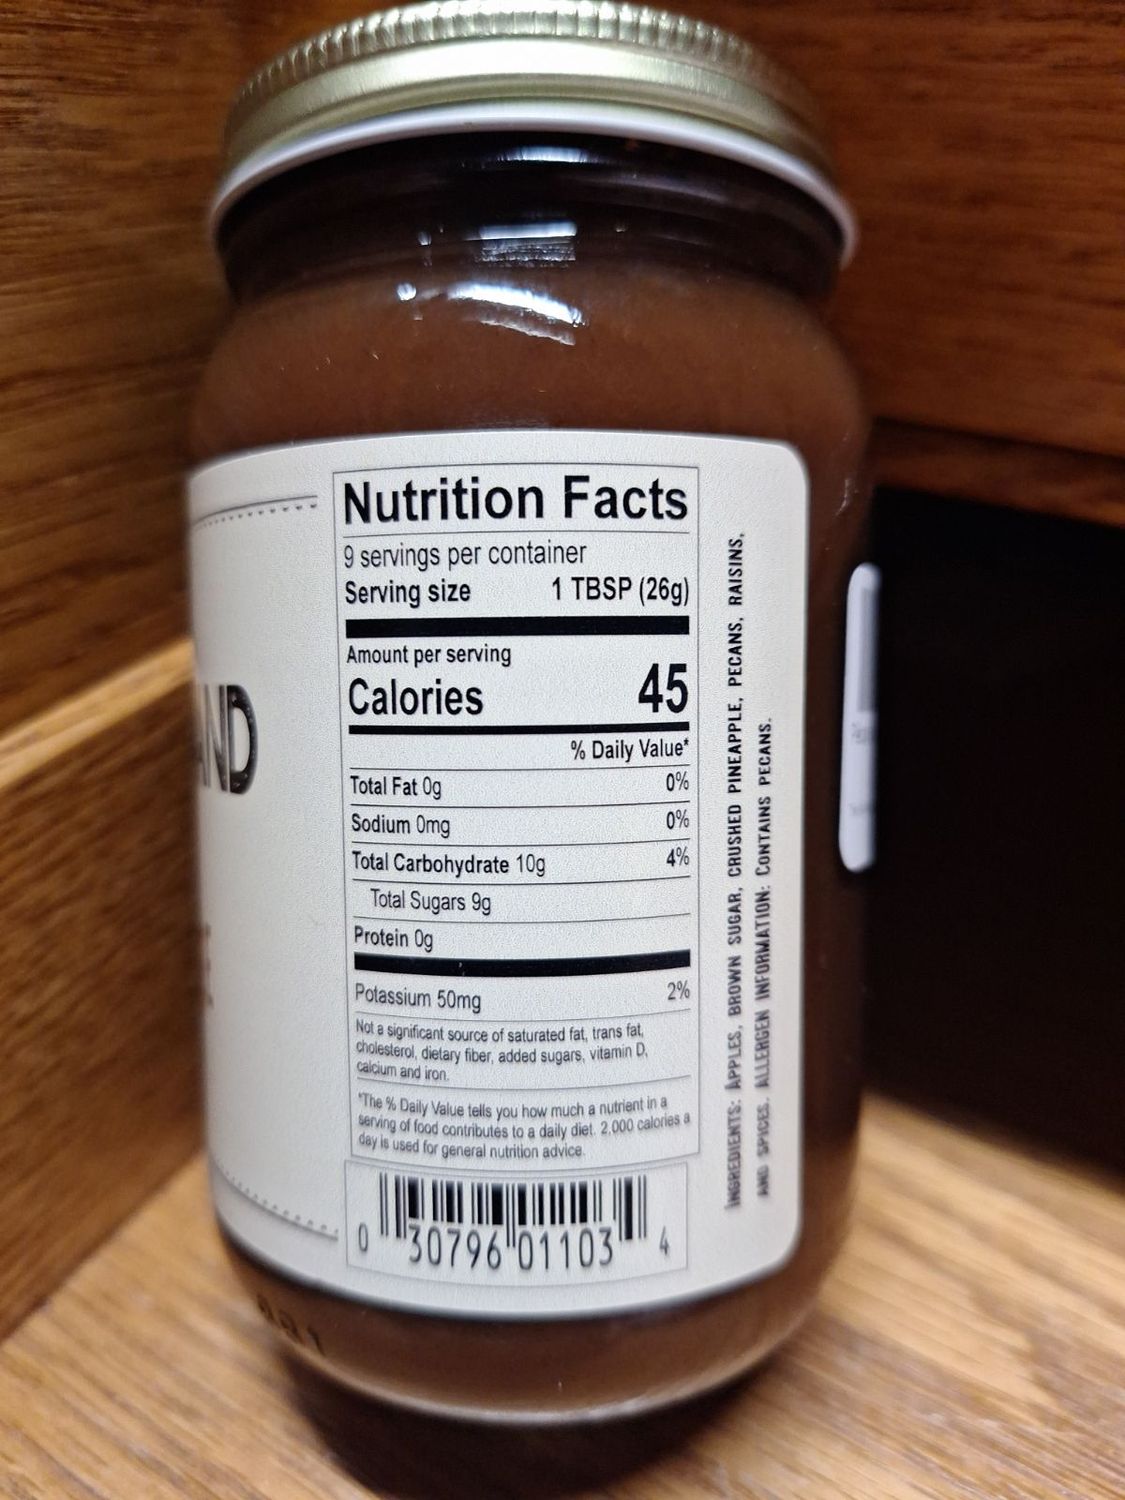 AND
Nutrition Facts
9 servings per container
Serving size 1 TBSP (26g)
Amount per serving
Calories 45
% Daily Value*
Total Fat 0g 0%
Sodium 0mg 0%
Total Carbohydrate 10g 4%
Total Sugars 9g
Protein 0g
Potassium 50mg 2%
Not a significant source of saturated fat, trans fat,
cholesterol, dietary fiber, added sugars, vitamin D,
calcium and iron.
*The % Daily Value tells you how much a nutrient in a
serving of food contributes to a daily diet. 2,000 calories a
day is used for general nutrition advice.
0 30796 01103 4
INGREDIENTS: APPLES, BROWN SUGAR, CRUSHED PINEAPPLE, PECANS, RAISINS,
AND SPICES. ALLERGEN INFORMATION: CONTAINS PECANS.